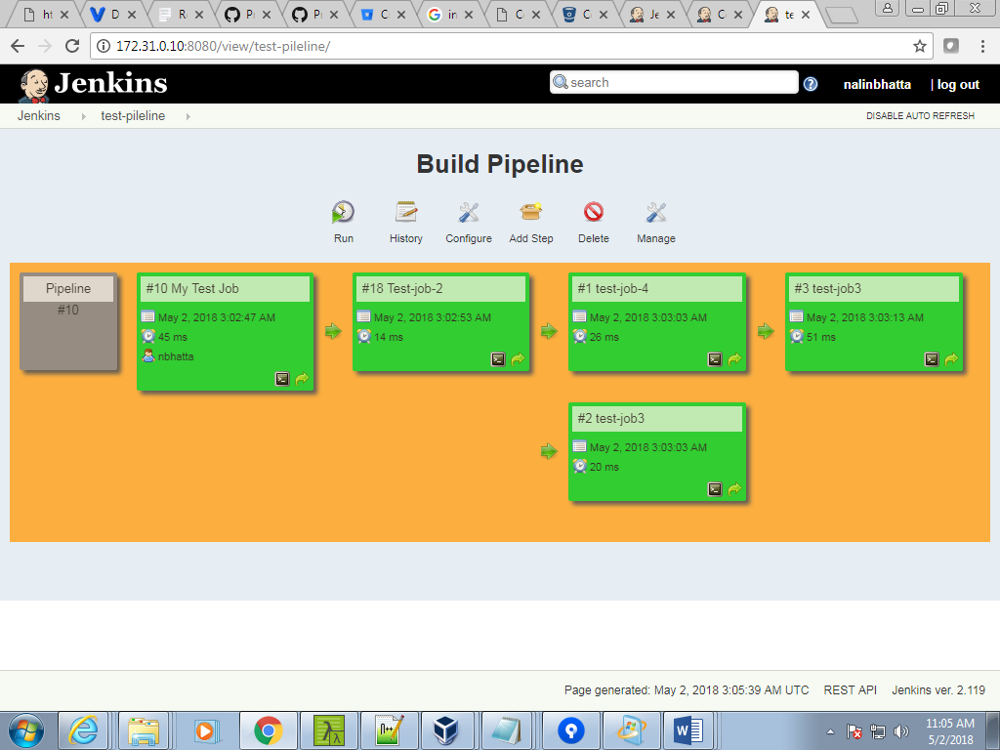 ht
D
R
P
P
C
in
C
C
Je
C
te
172.31.0.10:8080/view/test-pileline/
Jenkins
search
nalinbhatta
| log out
Jenkins
test-pileline
DISABLE AUTO REFRESH
Build Pipeline
Run
History
Configure
Add Step
Delete
Manage
Pipeline
#10
#10 My Test Job
May 2, 2018 3:02:47 AM
45 ms
nbhatta
#18 Test-job-2
May 2, 2018 3:02:53 AM
14 ms
#1 test-job-4
May 2, 2018 3:03:03 AM
26 ms
#3 test-job3
May 2, 2018 3:03:13 AM
51 ms
#2 test-job3
May 2, 2018 3:03:03 AM
20 ms
Page generated: May 2, 2018 3:05:39 AM UTC
REST API
Jenkins ver. 2.119
11:05 AM
5/2/2018